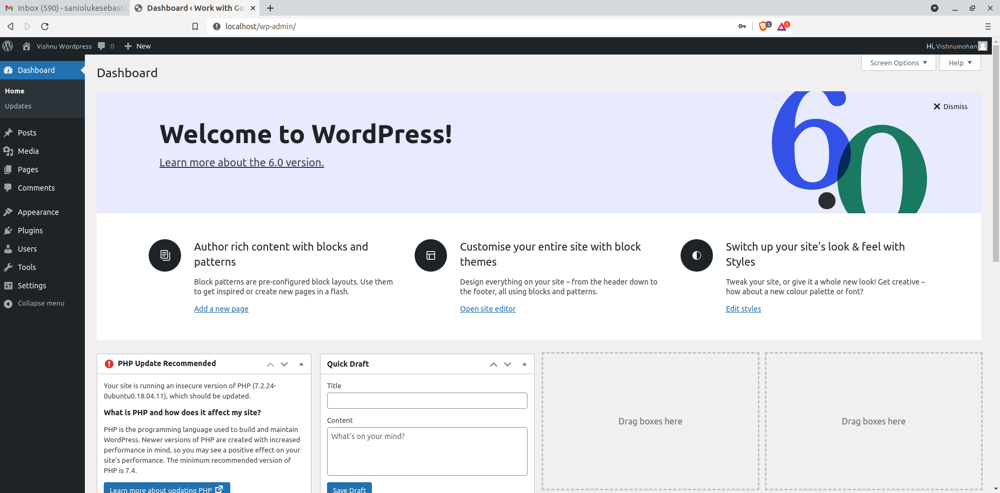 Inbox (590) - saniolukesebasti
Dashboard ‹ Work with Gu
localhost/wp-admin/
2
1
Vishnu Wordpress
0
New
Hi, Vishnumohan
Dashboard
Home
Updates
Posts
Media
Pages
Comments
Appearance
Plugins
Users
Tools
Settings
Collapse menu
Dashboard
Screen Options
Help
Welcome to WordPress!
Learn more about the 6.0 version.
Dismiss
60
Author rich content with blocks and
patterns
Block patterns are pre-configured block layouts. Use them
to get inspired or create new pages in a flash.
Add a new page
Customise your entire site with block
themes
Design everything on your site – from the header down to
the footer, all using blocks and patterns.
Open site editor
Switch up your site’s look & feel with
Styles
Tweak your site, or give it a whole new look! Get creative –
how about a new colour palette or font?
Edit styles
PHP Update Recommended
Your site is running an insecure version of PHP (7.2.24-
0ubuntu0.18.04.11), which should be updated.
What is PHP and how does it affect my site?
PHP is the programming language used to build and maintain
WordPress. Newer versions of PHP are created with increased
performance in mind, so you may see a positive effect on your
site’s performance. The minimum recommended version of
PHP is 7.4.
Learn more about updating PHP
Quick Draft
Title
Content
What’s on your mind?
Save Draft
Drag boxes here
Drag boxes here